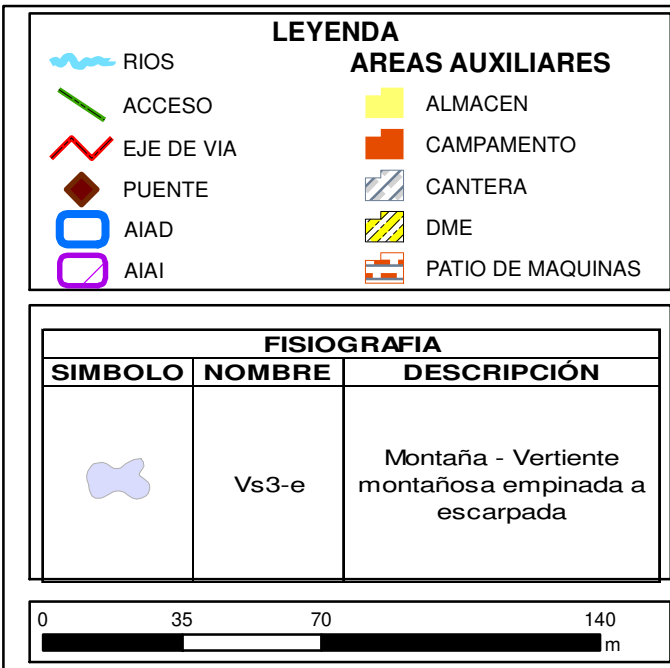 LEYENDA
RIOS
ACCESO
EJE DE VIA
PUENTE
AIAD
AIAI
AREAS AUXILIARES
ALMACEN
CAMPAMENTO
CANTERA
DME
PATIO DE MAQUINAS
FISIOGRAFIA
SIMBOLO NOMBRE DESCRIPCIÓN
Vs3-e
Montaña - Vertiente
montañosa empinada a
escarpada
0 35 70 140
m